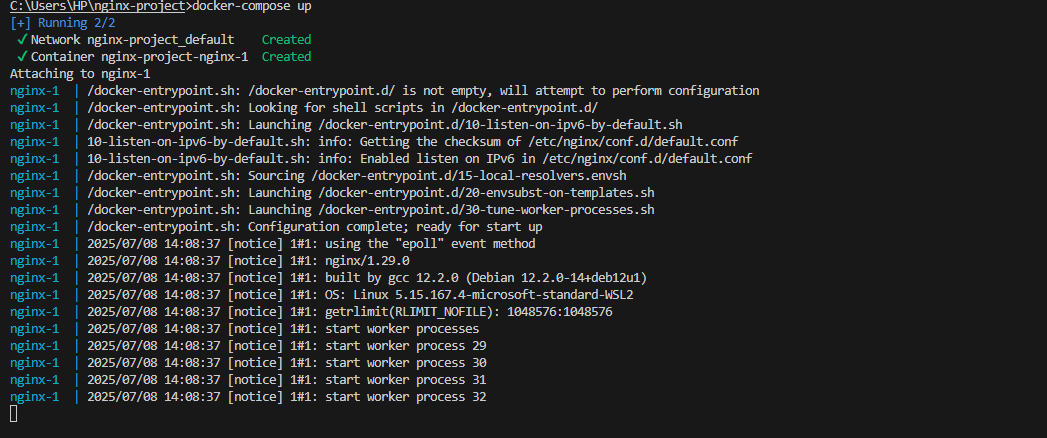 C:\Users\HP\nginx-project>docker-compose up
[+] Running 2/2
✔ Network nginx-project_default    Created
✔ Container nginx-project-nginx-1  Created
Attaching to nginx-1
nginx-1  | /docker-entrypoint.sh: /docker-entrypoint.d/ is not empty, will attempt to perform configuration
nginx-1  | /docker-entrypoint.sh: Looking for shell scripts in /docker-entrypoint.d/
nginx-1  | /docker-entrypoint.sh: Launching /docker-entrypoint.d/10-listen-on-ipv6-by-default.sh
nginx-1  | 10-listen-on-ipv6-by-default.sh: info: Getting the checksum of /etc/nginx/conf.d/default.conf
nginx-1  | 10-listen-on-ipv6-by-default.sh: info: Enabled listen on IPv6 in /etc/nginx/conf.d/default.conf
nginx-1  | /docker-entrypoint.sh: Sourcing /docker-entrypoint.d/15-local-resolvers.envsh
nginx-1  | /docker-entrypoint.sh: Launching /docker-entrypoint.d/20-envsubst-on-templates.sh
nginx-1  | /docker-entrypoint.sh: Launching /docker-entrypoint.d/30-tune-worker-processes.sh
nginx-1  | /docker-entrypoint.sh: Configuration complete; ready for start up
nginx-1  | 2025/07/08 14:08:37 [notice] 1#1: using the "epoll" event method
nginx-1  | 2025/07/08 14:08:37 [notice] 1#1: nginx/1.29.0
nginx-1  | 2025/07/08 14:08:37 [notice] 1#1: built by gcc 12.2.0 (Debian 12.2.0-14+deb12u1)
nginx-1  | 2025/07/08 14:08:37 [notice] 1#1: OS: Linux 5.15.167.4-microsoft-standard-WSL2
nginx-1  | 2025/07/08 14:08:37 [notice] 1#1: getrlimit(RLIMIT_NOFILE): 1048576:1048576
nginx-1  | 2025/07/08 14:08:37 [notice] 1#1: start worker processes
nginx-1  | 2025/07/08 14:08:37 [notice] 1#1: start worker process 29
nginx-1  | 2025/07/08 14:08:37 [notice] 1#1: start worker process 30
nginx-1  | 2025/07/08 14:08:37 [notice] 1#1: start worker process 31
nginx-1  | 2025/07/08 14:08:37 [notice] 1#1: start worker process 32